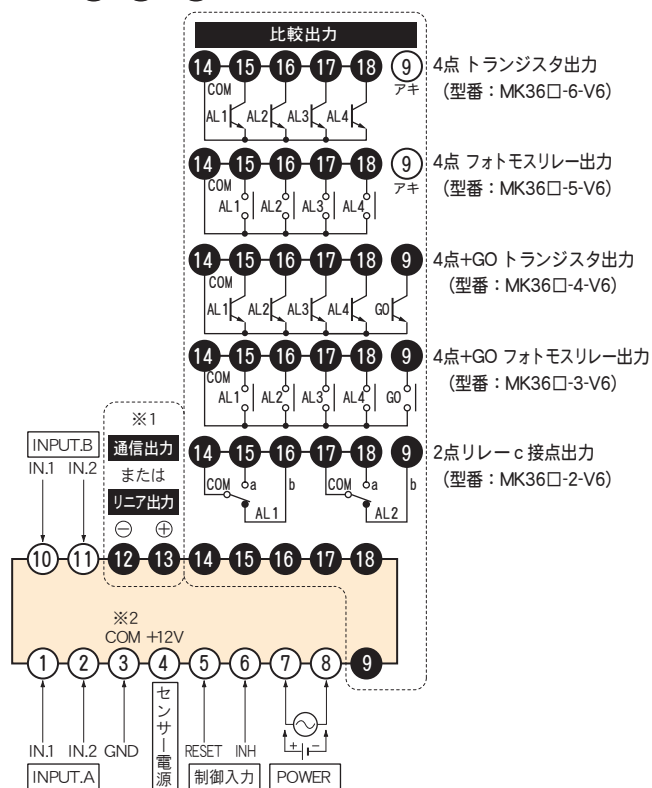 比較出力
14 15 16 17 18 9 4点 トランジスタ出力
COM アキ (型番：MK36□-6-V6)
AL1 AL2 AL3 AL4
14 15 16 17 18 9 4点 フォトモスリレー出力
COM アキ (型番：MK36□-5-V6)
AL1 AL2 AL3 AL4
14 15 16 17 18 9 4点+GO トランジスタ出力
COM (型番：MK36□-4-V6)
AL1 AL2 AL3 AL4 GO
14 15 16 17 18 9 4点+GO フォトモスリレー出力
COM (型番：MK36□-3-V6)
AL1 AL2 AL3 AL4 GO
14 15 16 17 18 9 2点リレー c 接点出力
COM a b COM a b (型番：MK36□-2-V6)
AL1 AL2
※1
INPUT.B 通信出力
IN.1 IN.2 または
リニア出力
⊖ ⊕
10 11 12 13 14 15 16 17 18
※2
COM +12V
1 2 3 4 5 6 7 8 9
センサー電源
+ −
IN.1 IN.2 GND RESET INH
INPUT.A 制御入力 POWER